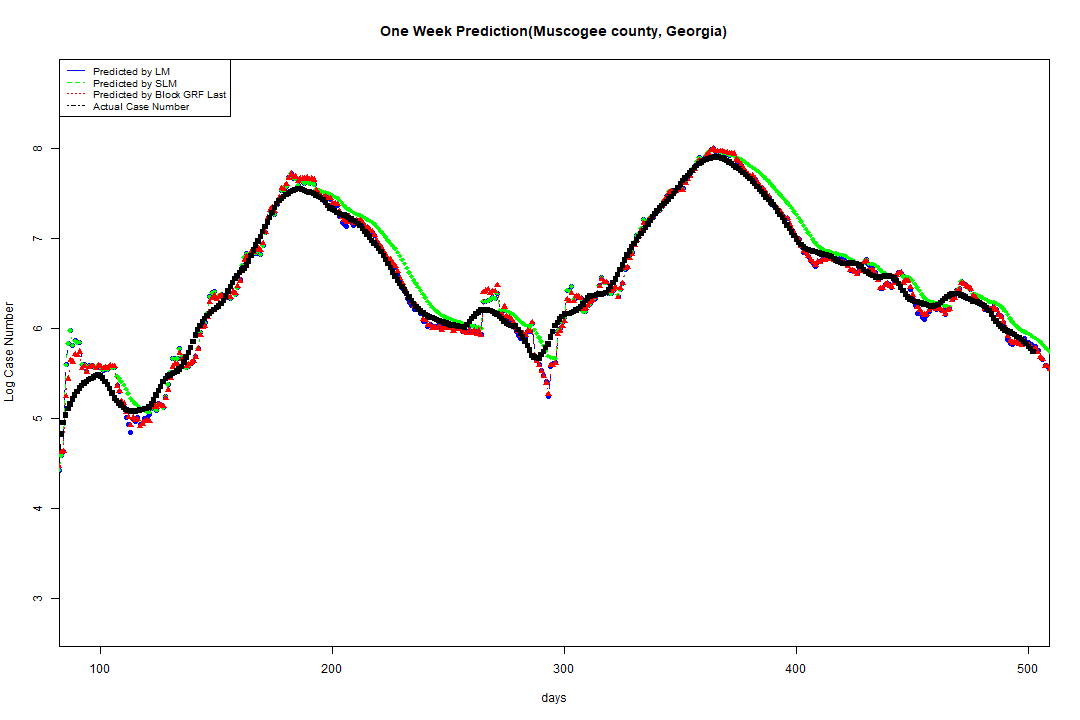 One Week Prediction(Muscogee county, Georgia)
Predicted by LM
Predicted by SLM
Predicted by Block GRF Last
Actual Case Number
8
7
6
5
4
3
Log Case Number
100 200 300 400 500
days